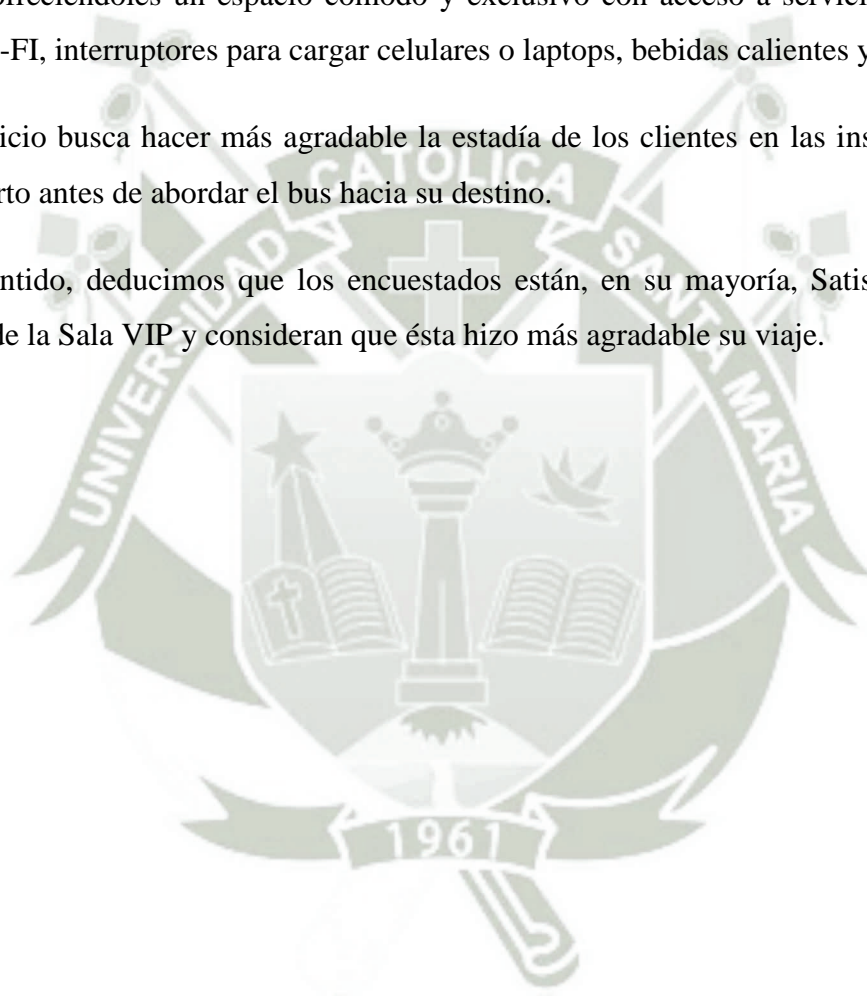 ofreciéndoles un espacio cómodo y exclusivo con acceso a
-FI, interruptores para cargar celulares o laptops, bebidas calientes y
icio busca hacer más agradable la estadía de los clientes en las ins
rto antes de abordar el bus hacia su destino.
ntido, deducimos que los encuestados están, en su mayoría, Satis
de la Sala VIP y consideran que ésta hizo más agradable su viaje.
UNIVERSIDAD CATOLICA SANTA MARIA
1961